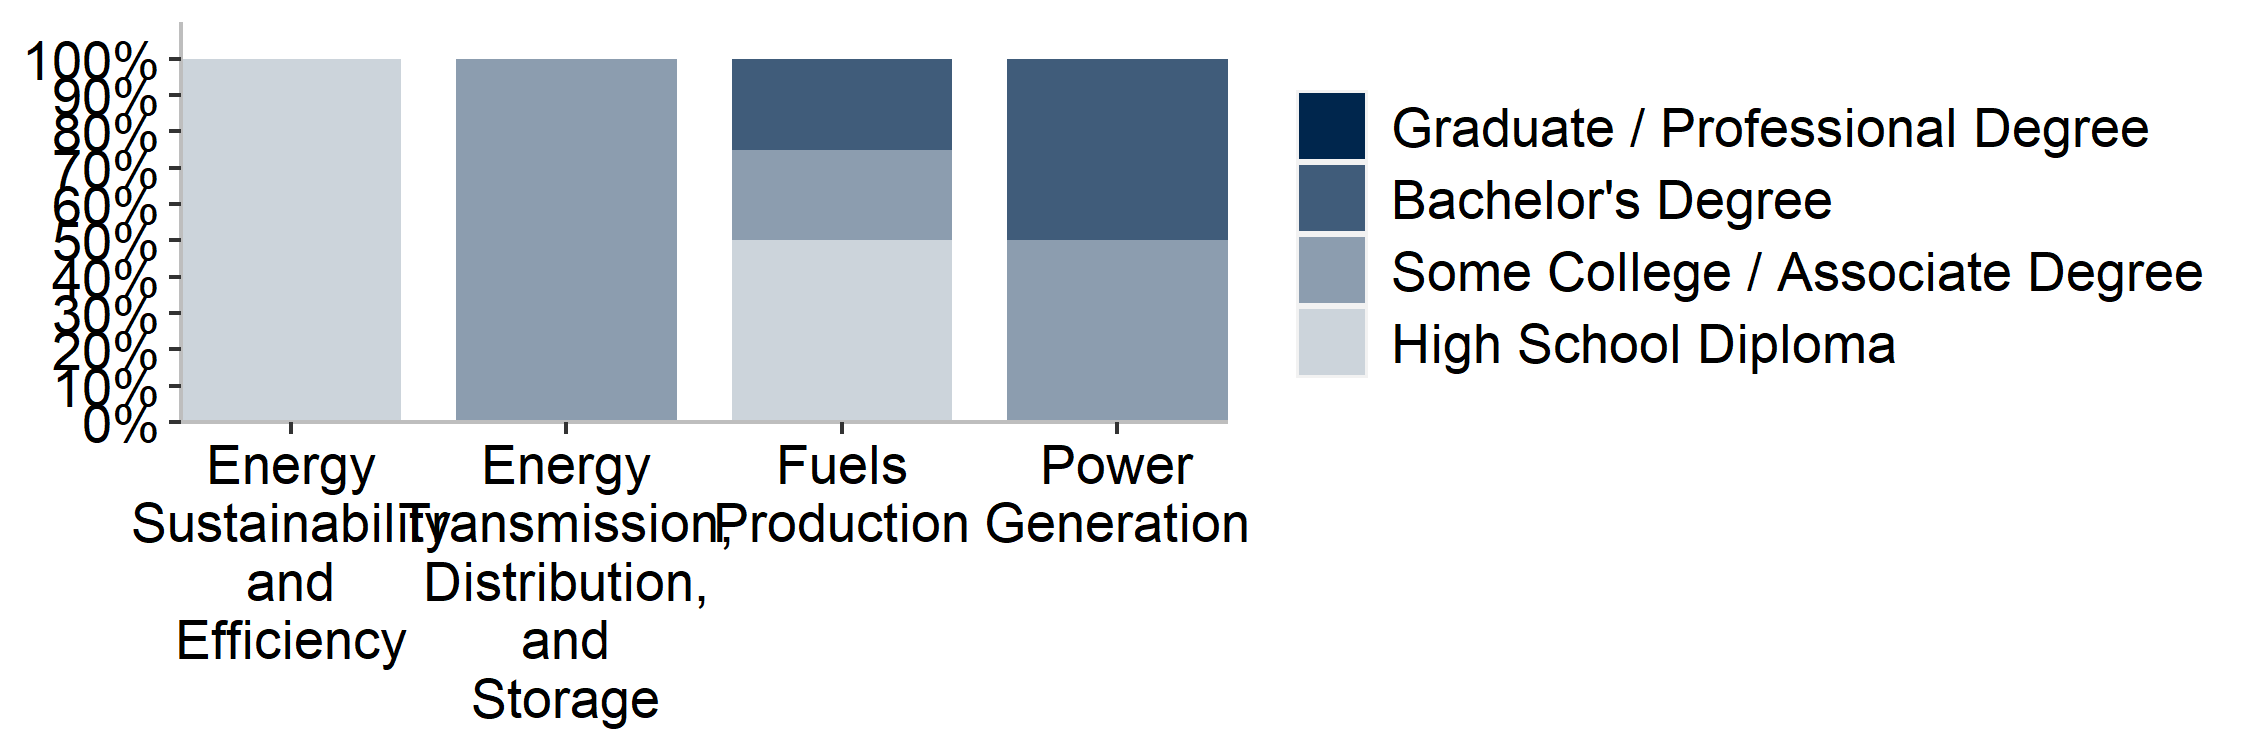 100%
90%
80%
70%
60%
50%
40%
30%
20%
10%
0%
Energy
Sustainability
and
Efficiency
Energy
Transmission,
Distribution,
and
Storage
Fuels
Production
Power
Generation
Graduate / Professional Degree
Bachelor's Degree
Some College / Associate Degree
High School Diploma